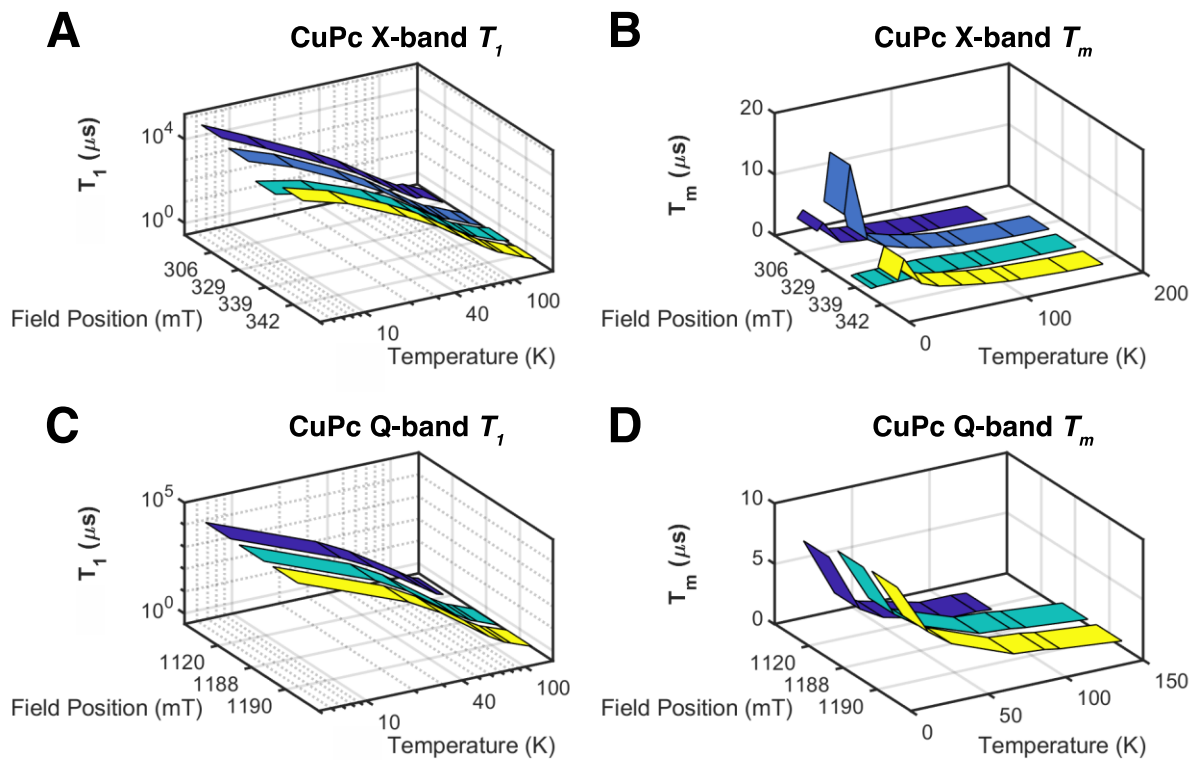 A
CuPc X-band T1
T1 (μs)
10^4
10^0
306
329
339
342
Field Position (mT)
10
40
100
Temperature (K)
B
CuPc X-band Tm
Tm (μs)
20
10
0
306
329
339
342
Field Position (mT)
0
100
200
Temperature (K)
C
CuPc Q-band T1
T1 (μs)
10^5
10^0
1120
1188
1190
Field Position (mT)
10
40
100
Temperature (K)
D
CuPc Q-band Tm
Tm (μs)
10
5
0
1120
1188
1190
Field Position (mT)
0
50
100
150
Temperature (K)